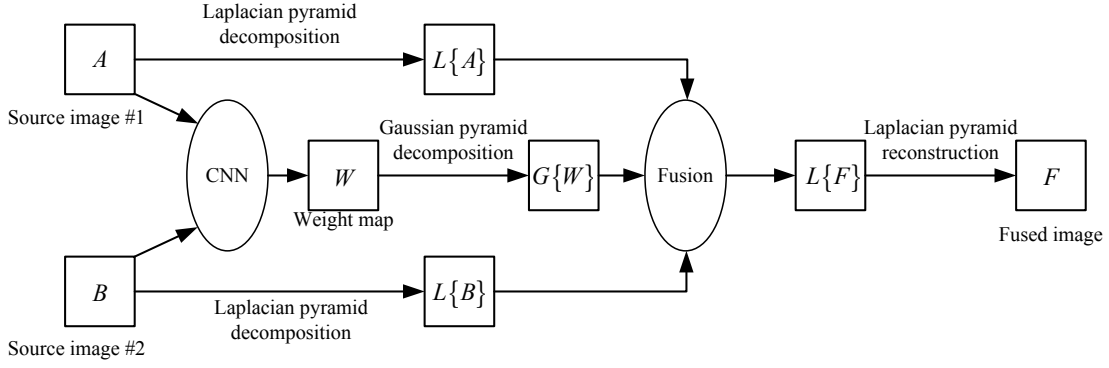 Laplacian pyramid
decomposition
A
L{A}
Source image #1
Gaussian pyramid
decomposition
Laplacian pyramid
reconstruction
CNN
W
G{W}
Fusion
L{F}
F
Weight map
Fused image
B
L{B}
Laplacian pyramid
decomposition
Source image #2